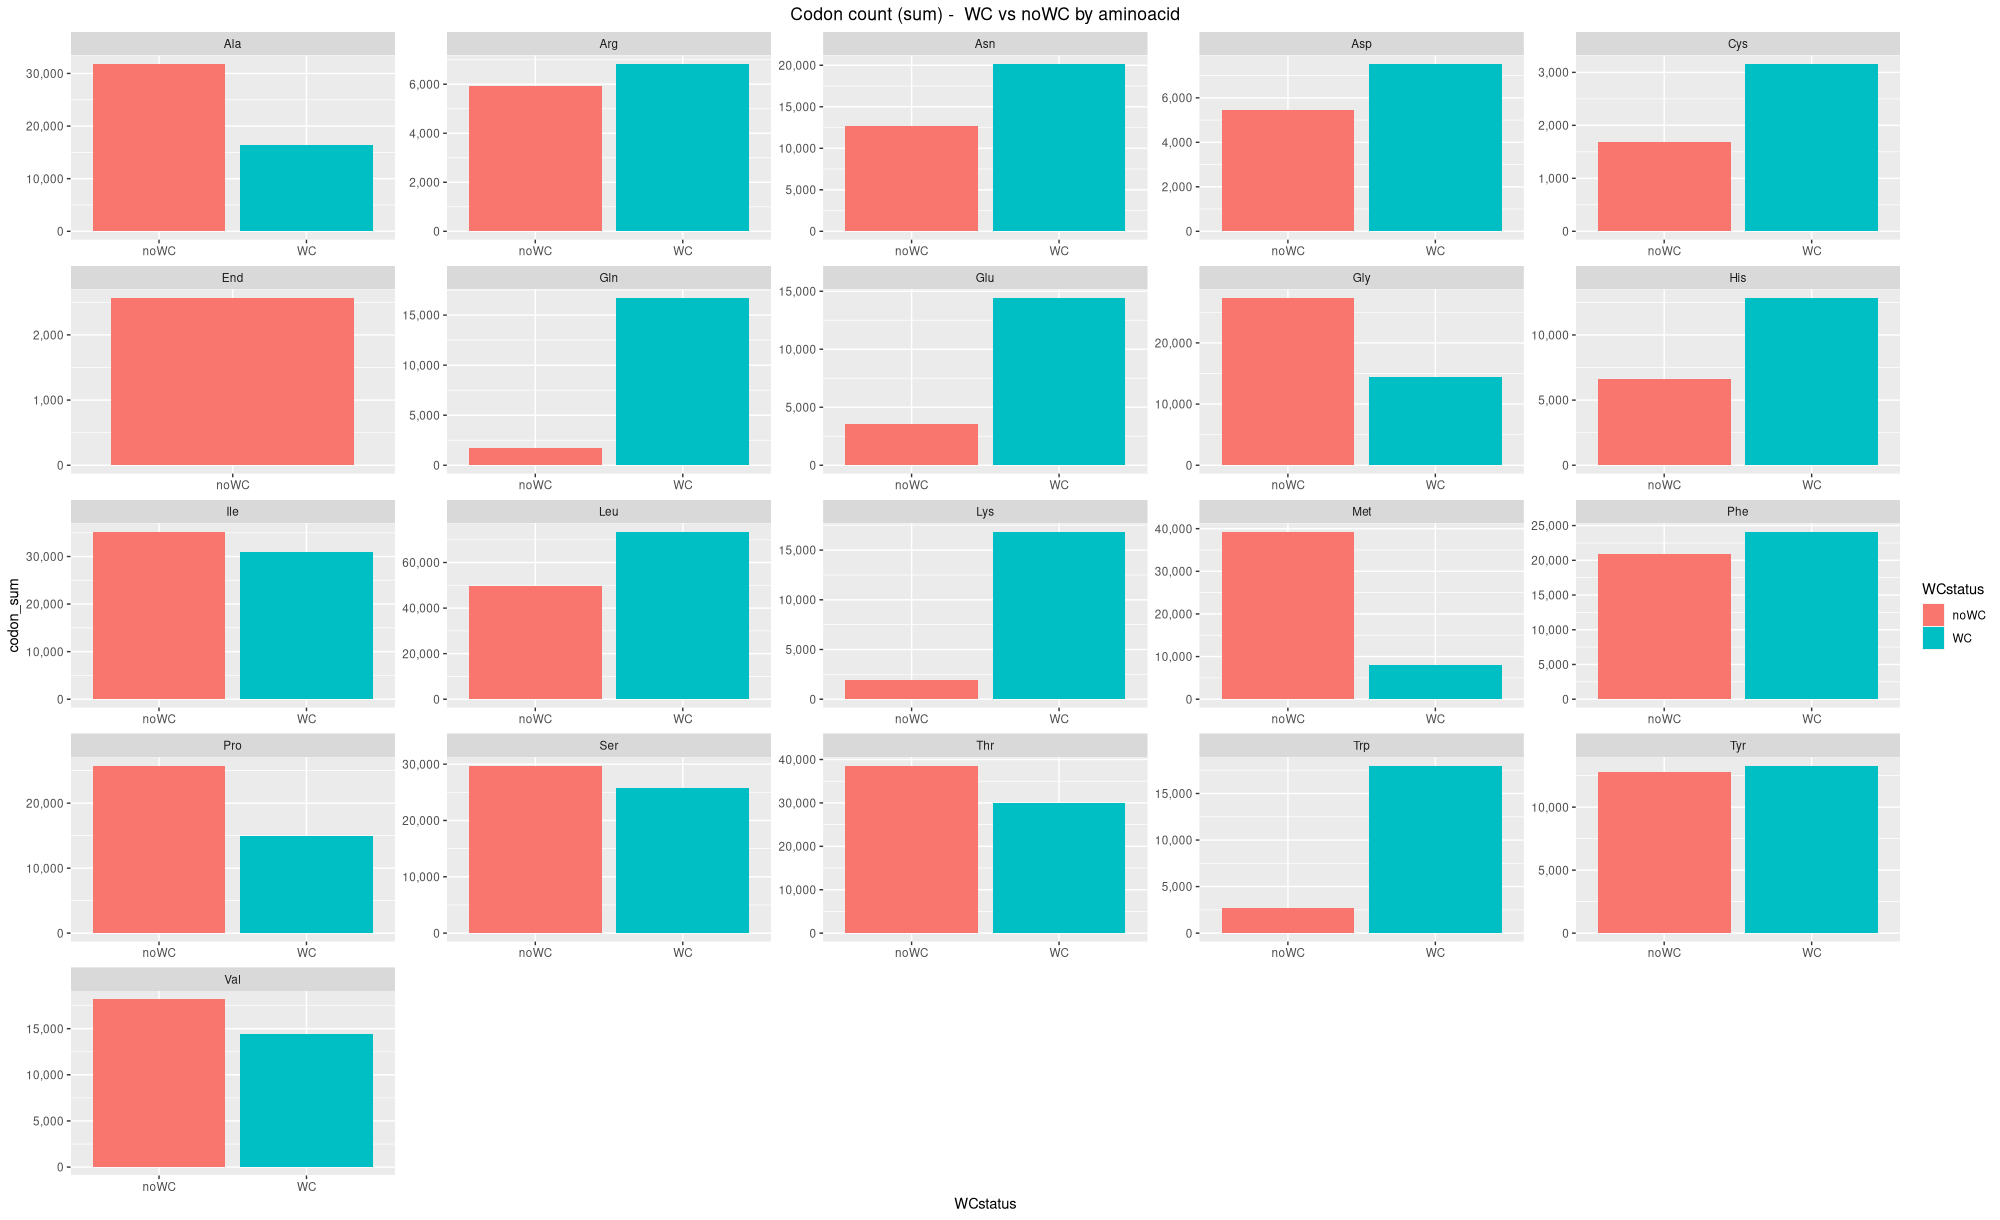 Codon count (sum) -  WC vs noWC by aminoacid
Ala
Arg
Asn
Asp
Cys
30,000
20,000
10,000
0
6,000
4,000
2,000
0
20,000
15,000
10,000
5,000
0
6,000
4,000
2,000
0
3,000
2,000
1,000
0
noWC WC
noWC WC
noWC WC
noWC WC
noWC WC
End
Gln
Glu
Gly
His
2,000
1,000
0
15,000
10,000
5,000
0
15,000
10,000
5,000
0
20,000
10,000
0
10,000
5,000
0
noWC
noWC WC
noWC WC
noWC WC
noWC WC
Ile
Leu
Lys
Met
Phe
30,000
20,000
10,000
0
60,000
40,000
20,000
0
15,000
10,000
5,000
0
40,000
30,000
20,000
10,000
0
25,000
20,000
15,000
10,000
5,000
0
noWC WC
noWC WC
noWC WC
noWC WC
noWC WC
Pro
Ser
Thr
Trp
Tyr
20,000
10,000
0
30,000
20,000
10,000
0
40,000
30,000
20,000
10,000
0
15,000
10,000
5,000
0
10,000
5,000
0
noWC WC
noWC WC
noWC WC
noWC WC
noWC WC
Val
15,000
10,000
5,000
0
noWC WC
codon_sum
WCstatus
WCstatus
noWC
WC